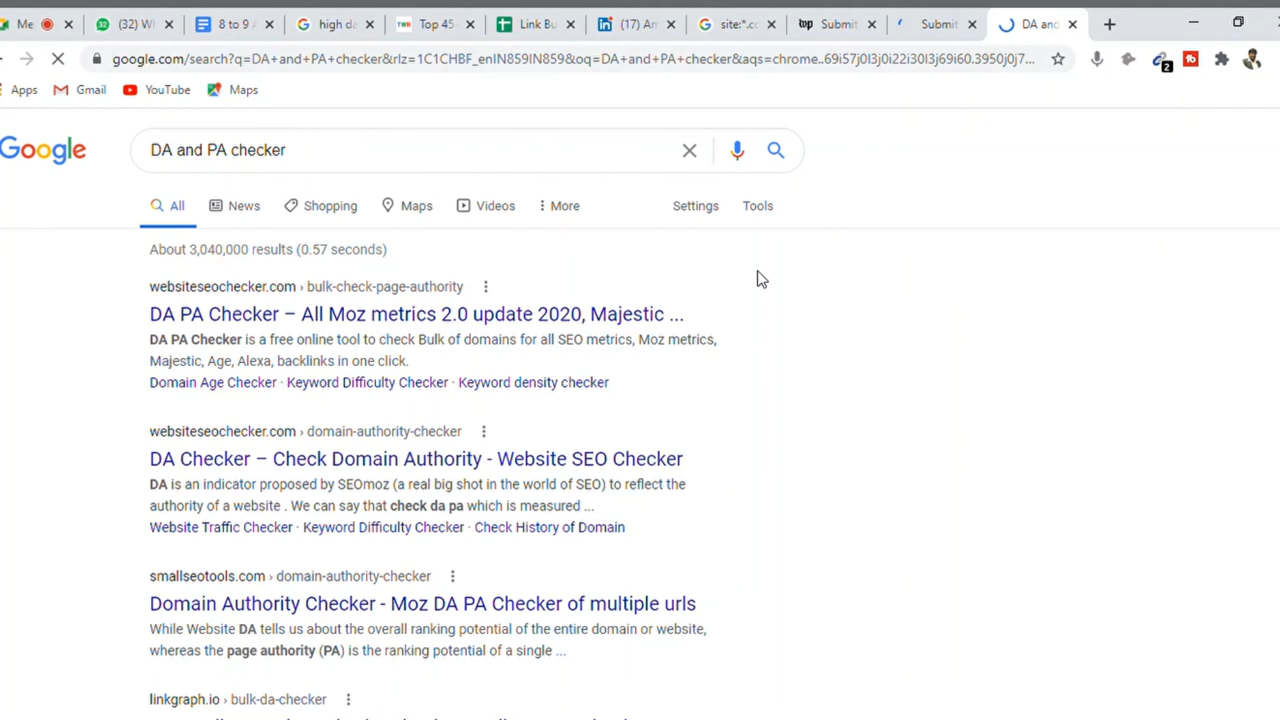 Me
(32) W
8 to 9
high d
Top 45
Link Bu
(17) A
site:*.c
Submit
Submit
DA and
google.com/search?q=DA+and+PA+checker&rlz=1C1CHBF_enIN859IN859&oq=DA+and+PA+checker&aqs=chrome..69i57j0l3j0i22i30l3j69i60.3950j0j7...
2
Apps
Gmail
YouTube
Maps
Google
DA and PA checker
All
News
Shopping
Maps
Videos
More
Settings
Tools
About 3,040,000 results (0.57 seconds)
websiteseochecker.com › bulk-check-page-authority
DA PA Checker – All Moz metrics 2.0 update 2020, Majestic ...
DA PA Checker is a free online tool to check Bulk of domains for all SEO metrics, Moz metrics,
Majestic, Age, Alexa, backlinks in one click.
Domain Age Checker · Keyword Difficulty Checker · Keyword density checker
websiteseochecker.com › domain-authority-checker
DA Checker – Check Domain Authority - Website SEO Checker
DA is an indicator proposed by SEOmoz (a real big shot in the world of SEO) to reflect the
authority of a website . We can say that check da pa which is measured ...
Website Traffic Checker · Keyword Difficulty Checker · Check History of Domain
smallseotools.com › domain-authority-checker
Domain Authority Checker - Moz DA PA Checker of multiple urls
While Website DA tells us about the overall ranking potential of the entire domain or website,
whereas the page authority (PA) is the ranking potential of a single ...
linkgraph.io › bulk-da-checker